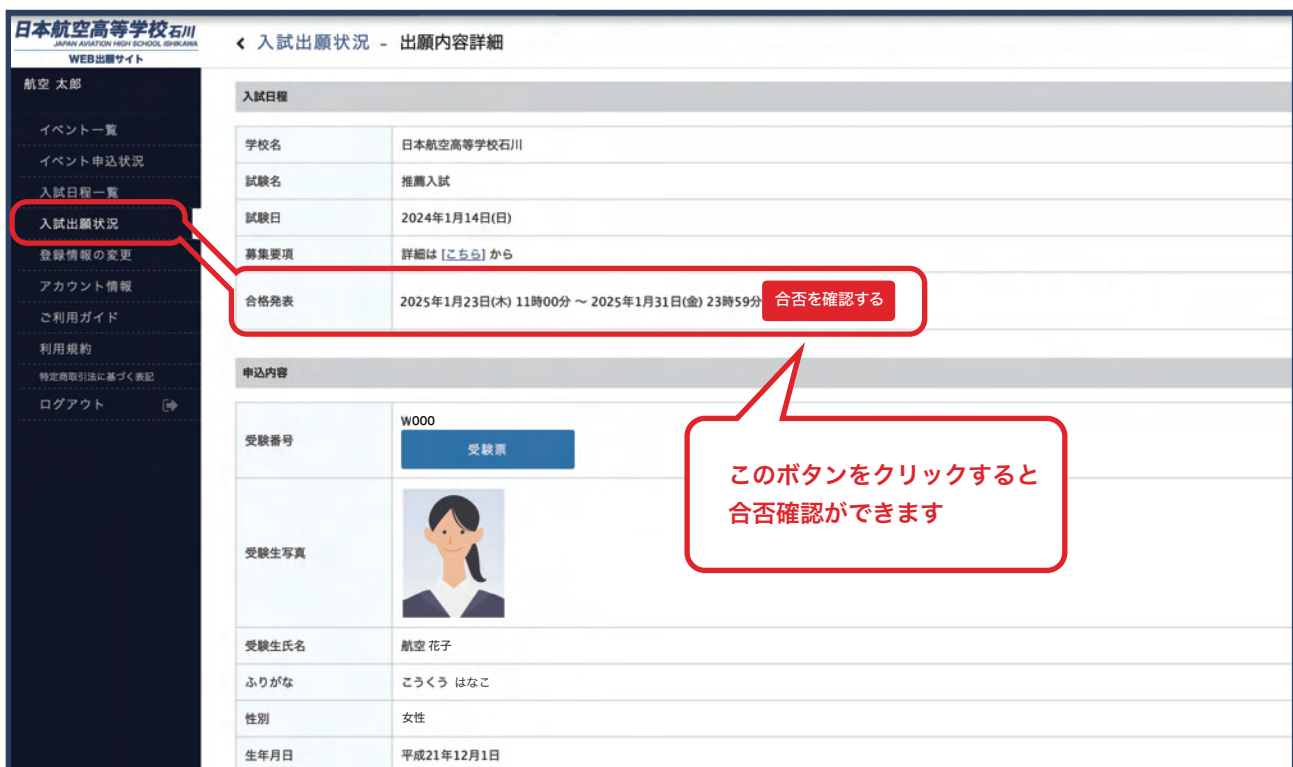 日本航空高等学校石川
JAPAN AVIATION HIGH SCHOOL ISHIKAWA
WEB出願サイト
航空 太郎
イベント一覧
イベント申込状況
入試日程一覧
入試出願状況
登録情報の変更
アカウント情報
ご利用ガイド
利用規約
特定商取引法に基づく表記
ログアウト
入試出願状況 - 出願内容詳細
入試日程
学校名 日本航空高等学校石川
試験名 推薦入試
試験日 2024年1月14日(日)
募集要項 詳細は [こちら] から
合格発表 2025年1月23日(木) 11時00分 〜 2025年1月31日(金) 23時59分 合否を確認する
申込内容
受験番号 W000
受験票
このボタンをクリックすると
合否確認ができます
受験生写真
受験生氏名 航空 花子
ふりがな こうくう はなこ
性別 女性
生年月日 平成21年12月1日